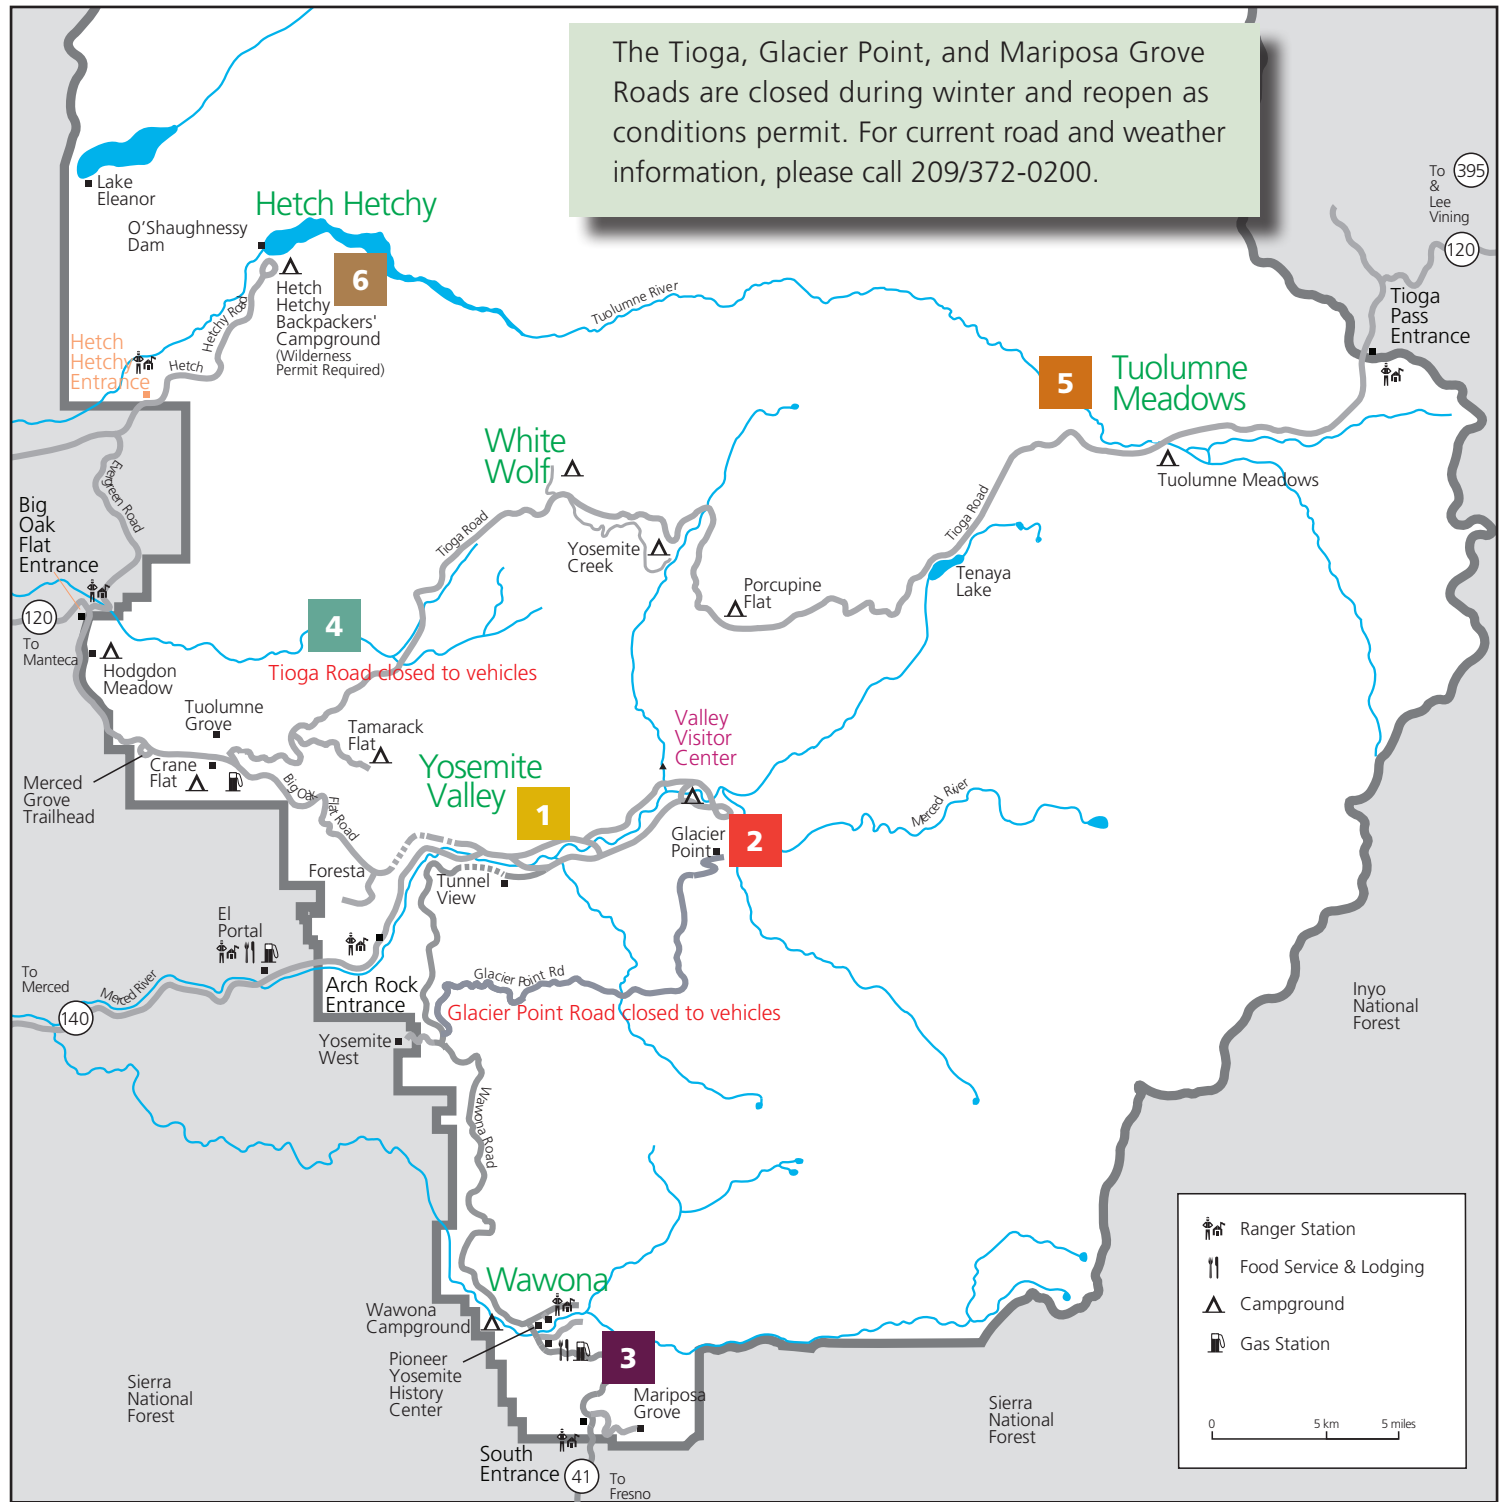 The Tioga, Glacier Point, and Mariposa Grove
Roads are closed during winter and reopen as
conditions permit. For current road and weather
information, please call 209/372-0200.
To
&
Lee
Vining
395
120
Lake
Eleanor
Hetch Hetchy
O'Shaughnessy
Dam
6
Hetch
Hetchy
Backpackers'
Campground
(Wilderness
Permit Required)
Tuolumne River
Tioga
Pass
Entrance
Hetch
Hetchy
Entrance
Hetch
Hetchy Road
5
Tuolumne
Meadows
White
Wolf
Tuolumne Meadows
Evergreen Road
Big
Oak
Flat
Entrance
Tioga Road
Tioga Road
Yosemite
Creek
Porcupine
Flat
Tenaya
Lake
120
To
Manteca
4
Tioga Road closed to vehicles
Hodgdon
Meadow
Tuolumne
Grove
Tamarack
Flat
Valley
Visitor
Center
Crane
Flat
Merced
Grove
Trailhead
Big Oak
Flat Road
Yosemite
Valley
1
Merced River
Glacier
Point
2
Foresta
Tunnel
View
El
Portal
To
Merced
Merced River
140
Arch Rock
Entrance
Glacier Point Rd
Glacier Point Road closed to vehicles
Yosemite
West
Inyo
National
Forest
Wawona Road
Wawona
Wawona
Campground
Pioneer
Yosemite
History
Center
3
Mariposa
Grove
Sierra
National
Forest
Sierra
National
Forest
South
Entrance
41
To
Fresno
Ranger Station
Food Service & Lodging
Campground
Gas Station
0
5 km
5 miles